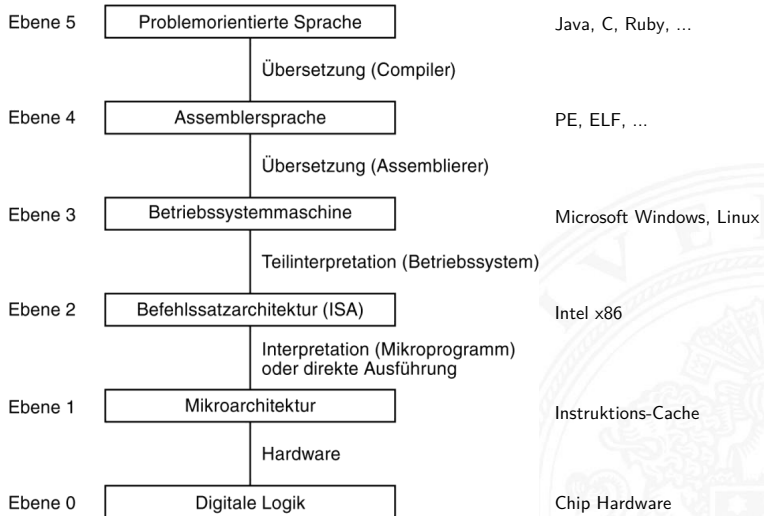 Ebene 5 Problemorientierte Sprache Java, C, Ruby, ...
Übersetzung (Compiler)
Ebene 4 Assemblersprache PE, ELF, ...
Übersetzung (Assemblierer)
Ebene 3 Betriebssystemmaschine Microsoft Windows, Linux
Teilinterpretation (Betriebssystem)
Ebene 2 Befehlssatzarchitektur (ISA) Intel x86
Interpretation (Mikroprogramm)
oder direkte Ausführung
Ebene 1 Mikroarchitektur Instruktions-Cache
Hardware
Ebene 0 Digitale Logik Chip Hardware